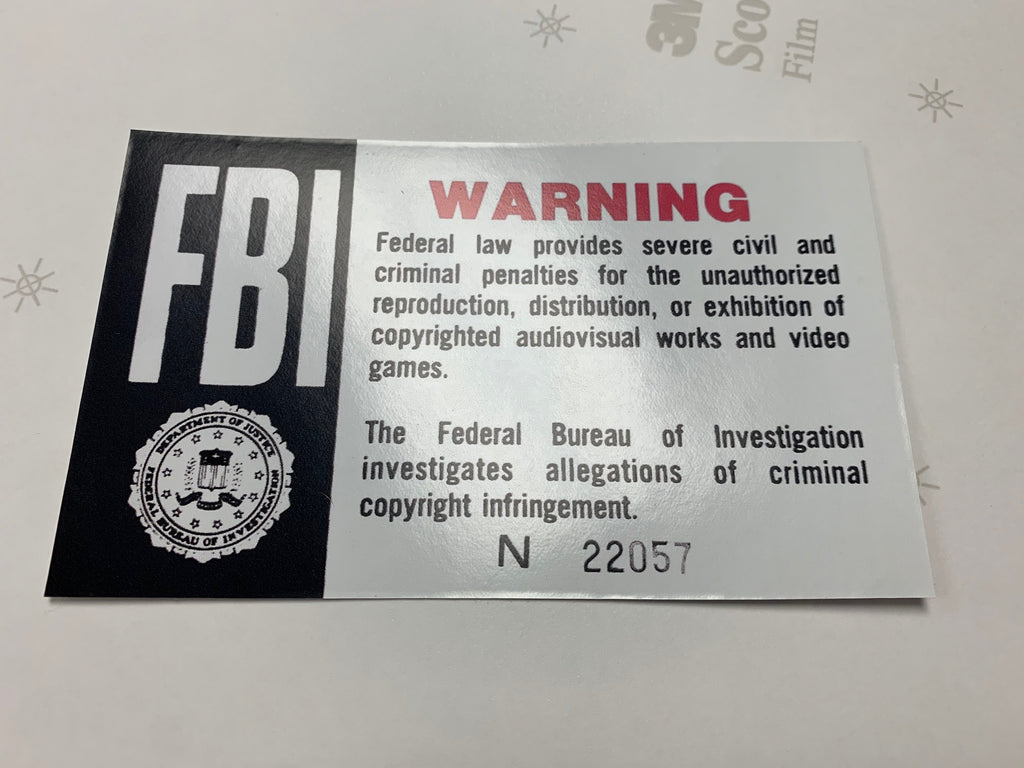 3M
Sco
Film
FBI
WARNING
Federal law provides severe civil and
criminal penalties for the unauthorized
reproduction, distribution, or exhibition of
copyrighted audiovisual works and video
games.
The Federal Bureau of Investigation
investigates allegations of criminal
copyright infringement.
N 22057
DEPARTMENT OF JUSTICE
FEDERAL BUREAU OF INVESTIGATION